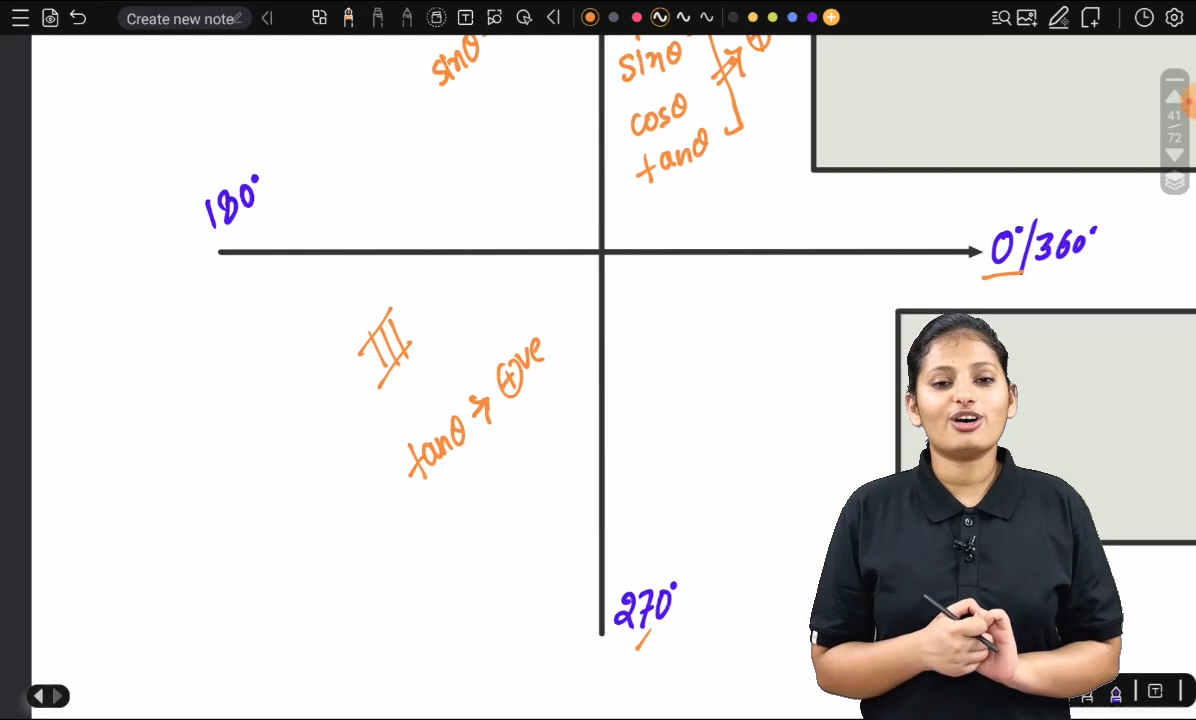 Create new note
sinθ
sinθ
cosθ
tanθ
41
72
180°
0°/360°
III
tanθ → ⊕ve
270°